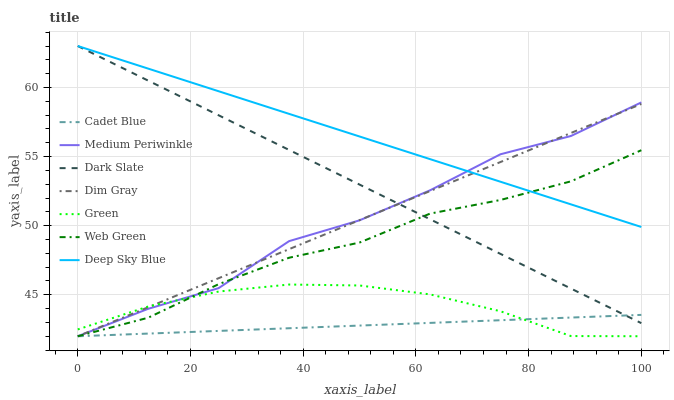 title
yaxis_label
60
55
50
45
Cadet Blue
Medium Periwinkle
Dark Slate
Dim Gray
Green
Web Green
Deep Sky Blue
0 20 40 60 80 100
xaxis_label